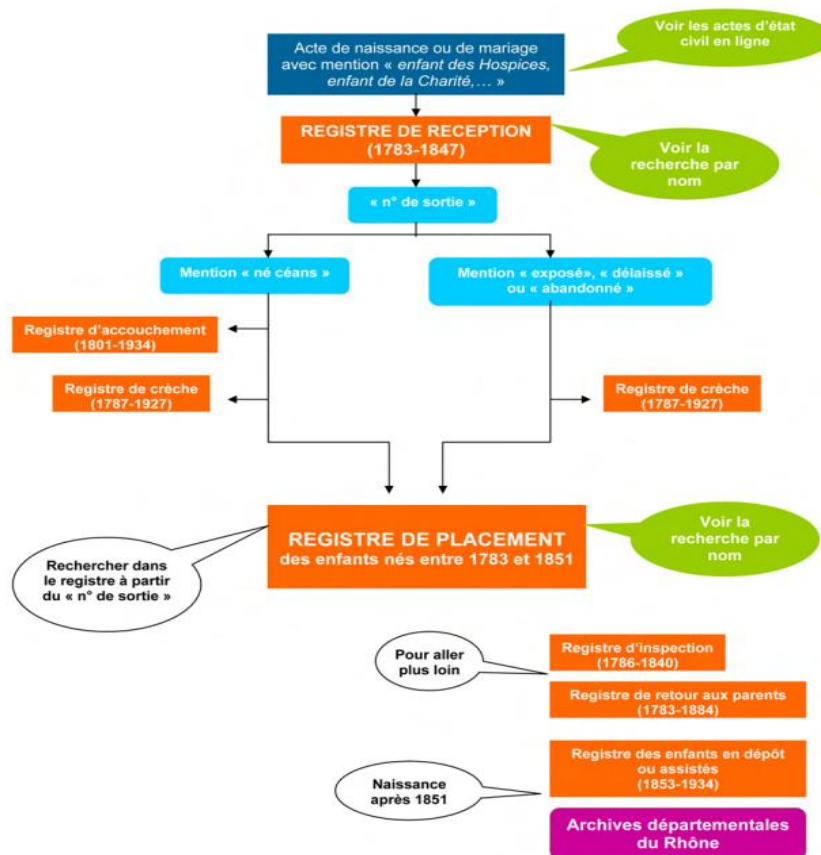 Voir les actes d'état
civil en ligne
Acte de naissance ou de mariage
avec mention « enfant des Hospices,
enfant de la Charité,... »
REGISTRE DE RECEPTION
(1783-1847)
Voir la
recherche par
nom
« n° de sortie »
Mention « né céans »
Mention « exposé», « délaissé »
ou « abandonné »
Registre d'accouchement
(1801-1934)
Registre de crèche
(1787-1927)
Registre de crèche
(1787-1927)
REGISTRE DE PLACEMENT
des enfants nés entre 1783 et 1851
Voir la
recherche par
nom
Rechercher dans
le registre à partir
du « n° de sortie »
Pour aller
plus loin
Registre d'inspection
(1786-1840)
Registre de retour aux parents
(1783-1884)
Naissance
après 1851
Registre des enfants en dépôt
ou assistés
(1853-1934)
Archives départementales
du Rhône